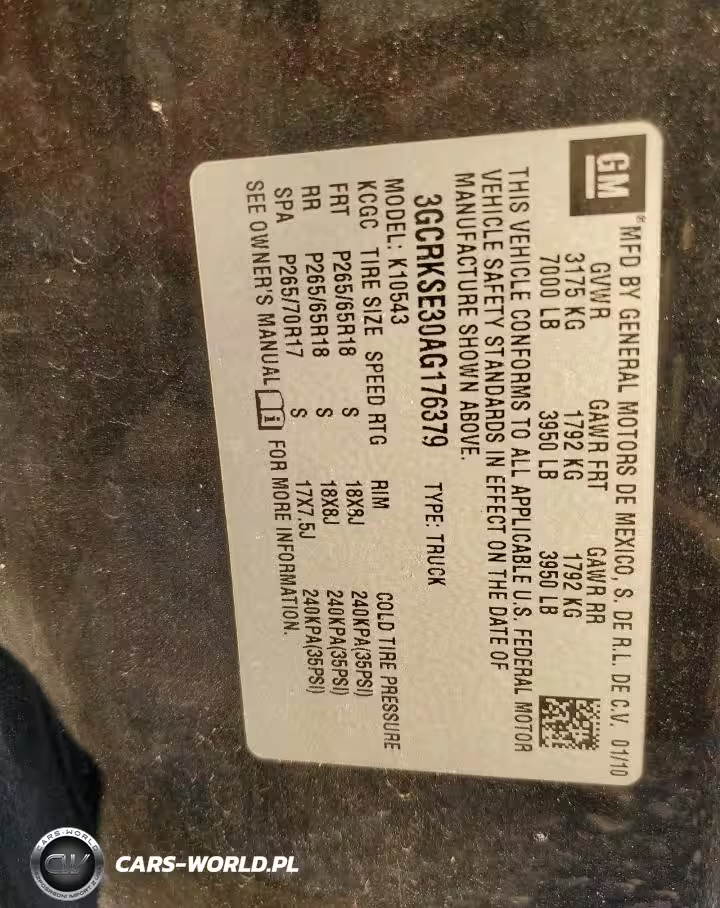 GM
® MFD BY GENERAL MOTORS DE MEXICO, S. DE R.L. DE C.V. 01/10
GVWR GAWR FRT GAWR RR
3175 KG 1792 KG 1792 KG
7000 LB 3950 LB 3950 LB
THIS VEHICLE CONFORMS TO ALL APPLICABLE U.S. FEDERAL MOTOR
VEHICLE SAFETY STANDARDS IN EFFECT ON THE DATE OF
MANUFACTURE SHOWN ABOVE.
3GCRKSE30AG176379 TYPE: TRUCK
MODEL: K10543
KCGC TIRE SIZE SPEED RTG RIM COLD TIRE PRESSURE
FRT P265/65R18 S 18X8J 240KPA(35PSI)
RR P265/65R18 S 18X8J 240KPA(35PSI)
SPA P265/70R17 S 17X7.5J 240KPA(35PSI)
SEE OWNER'S MANUAL i FOR MORE INFORMATION.
CARS-WORLD
CW
CARS-WORLD.PL